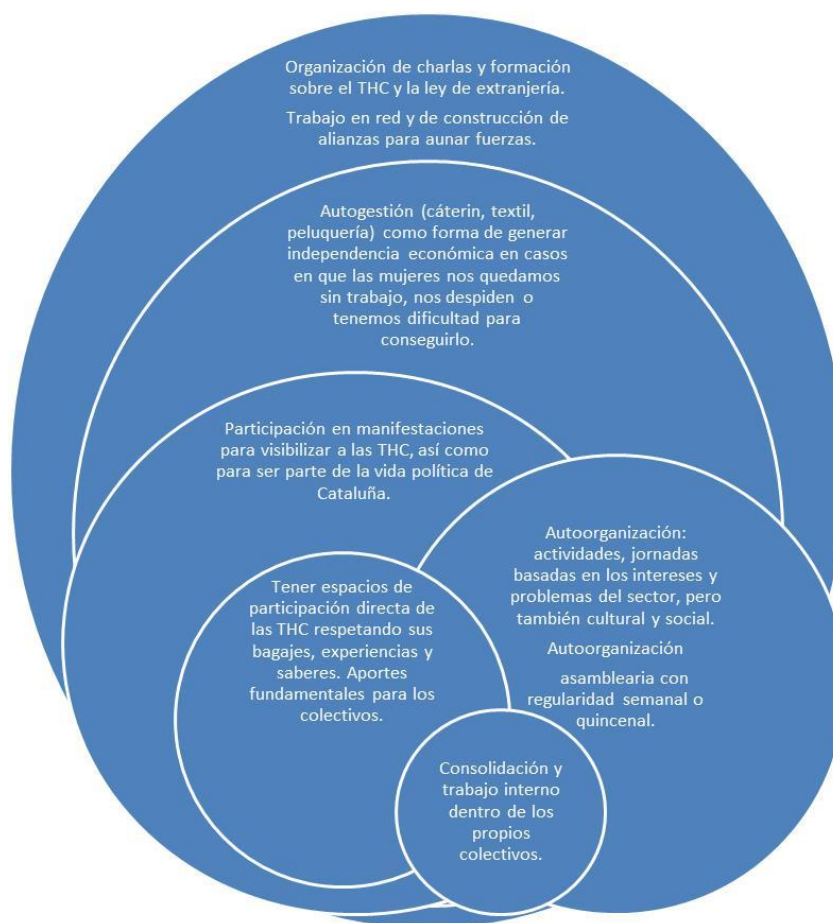 Organización de charlas y formación
sobre el THC y la ley de extranjería.
Trabajo en red y de construcción de
alianzas para aunar fuerzas.
Autogestión (cáterin, textil,
peluquería) como forma de generar
independencia económica en casos
en que las mujeres nos quedamos
sin trabajo, nos despiden o
tenemos dificultad para
conseguirlo.
Participación en manifestaciones
para visibilizar a las THC, así como
para ser parte de la vida política de
Cataluña.
Autoorganización:
actividades, jornadas
basadas en los intereses y
problemas del sector, pero
también cultural y social.
Autoorganización
asamblearia con
regularidad semanal o
quincenal.
Tener espacios de
participación directa de
las THC respetando sus
bagajes, experiencias y
saberes. Aportes
fundamentales para los
colectivos.
Consolidación y
trabajo interno
dentro de los
propios
colectivos.